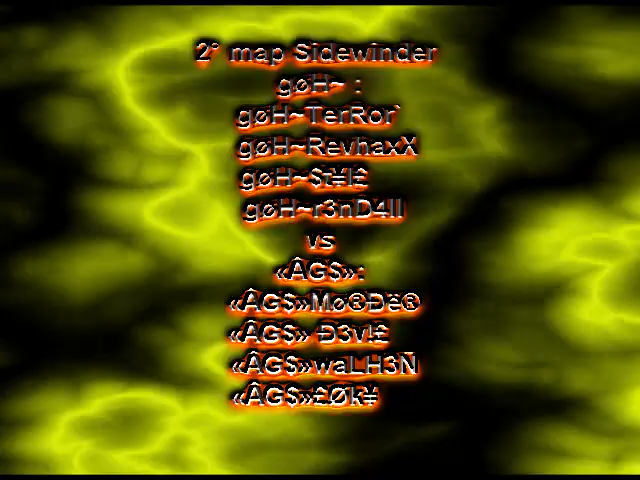 2° map Sidewinder
gøH~ :
gøH~TerRor`
gøH~RevhaxX
gøH~$t¥l£
gøH~r3nD4ll
vs
«ÂG$»:
«ÂG$»Mø®Ðë®
«ÂG$» Ð3v!£
«ÂG$»waLH3Ñ
«ÂG$»£Øk¥